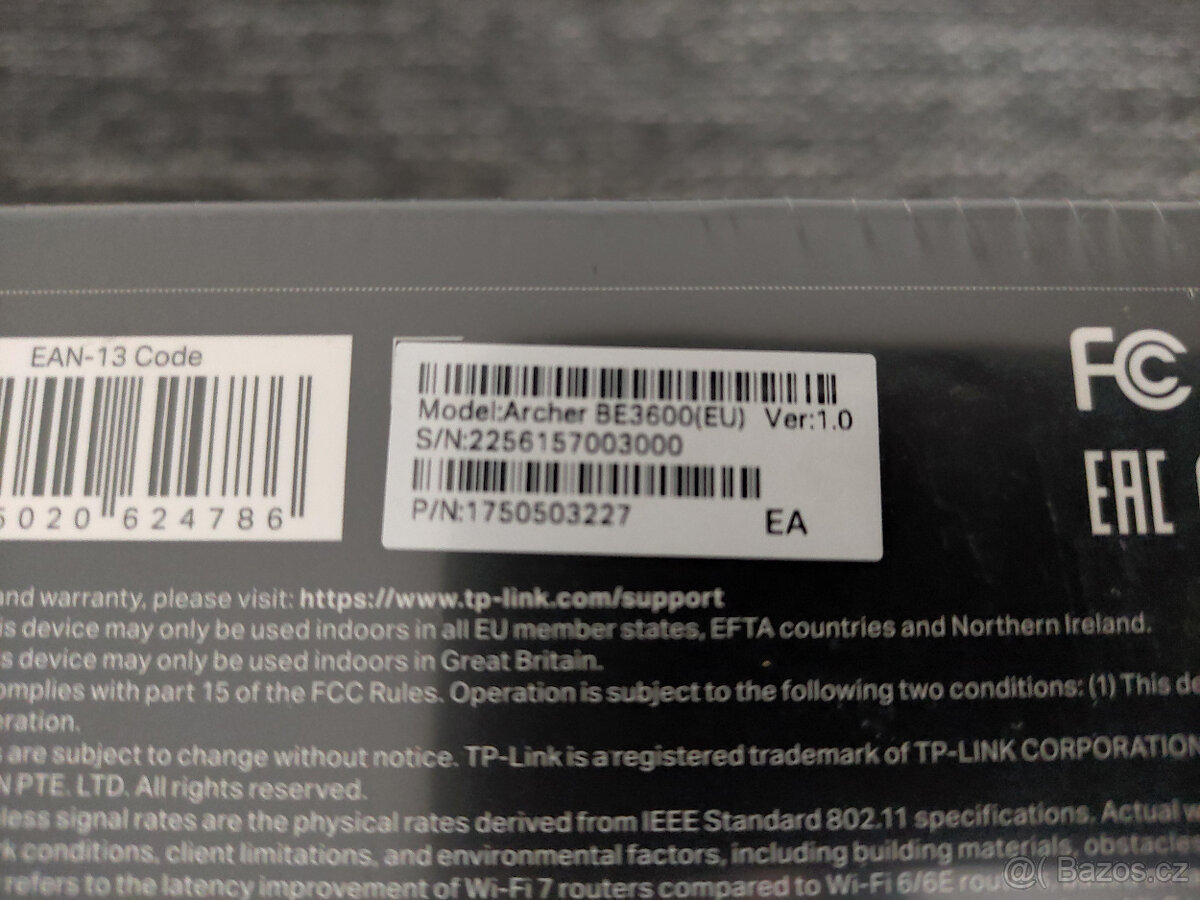 EAN-13 Code
5020 624786
Model:Archer BE3600(EU) Ver:1.0
S/N:2256157003000
P/N:1750503227
EA
FC
EAC
and warranty, please visit: https://www.tp-link.com/support
is device may only be used indoors in all EU member states, EFTA countries and Northern Ireland.
s device may only be used indoors in Great Britain.
omplies with part 15 of the FCC Rules. Operation is subject to the following two conditions: (1) This de
eration.
s are subject to change without notice. TP-Link is a registered trademark of TP-LINK CORPORATION
N PTE. LTD. All rights reserved.
less signal rates are the physical rates derived from IEEE Standard 802.11 specifications. Actual w
k conditions, client limitations, and environmental factors, including building materials, obstacles
refers to the latency improvement of Wi-Fi 7 routers compared to Wi-Fi 6/6E
@( Bazos.cz